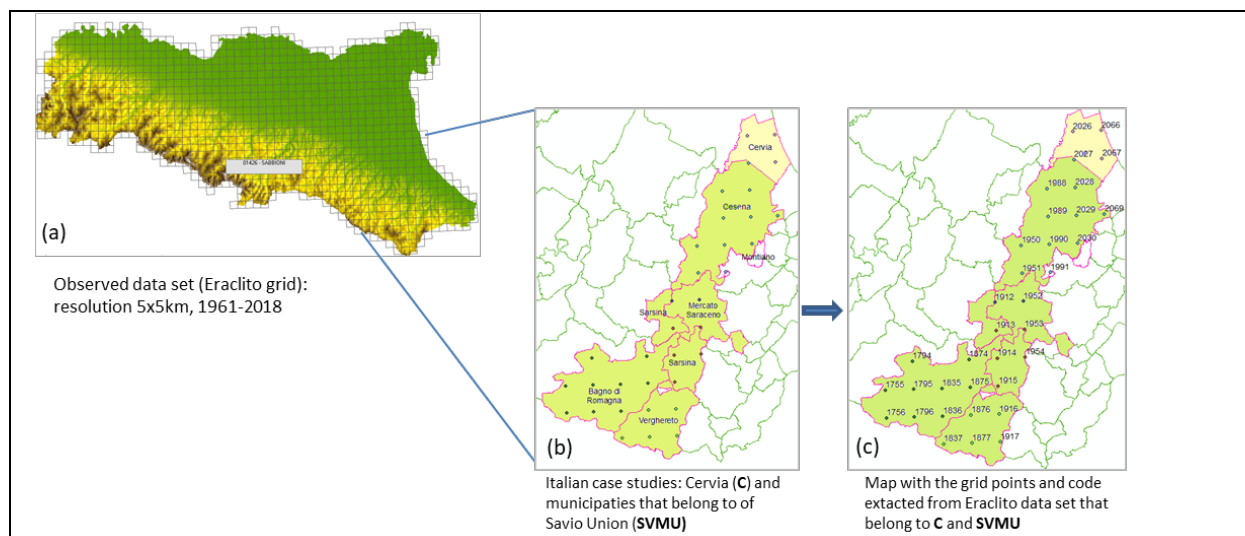 01426 - SABBIONI
(a)
Observed data set (Eraclito grid):
resolution 5x5km, 1961-2018
Cervia
Cesena
Montiano
Mercato
Saraceno
Sarsina
Sarsina
Bagno di
Romagna
Verghereto
(b)
Italian case studies: Cervia (C) and
municipaties that belong to of
Savio Union (SVMU)
2026 2066
2027 2067
1988 2028
1989 2029 2069
1950 1990 2030
1951 1991
1912 1952
1913 1953
1794 1874 1914 1954
1755 1795 1835 1875 1915
1756 1796 1836 1876 1916
1837 1877 1917
(c)
Map with the grid points and code
extacted from Eraclito data set that
belong to C and SVMU